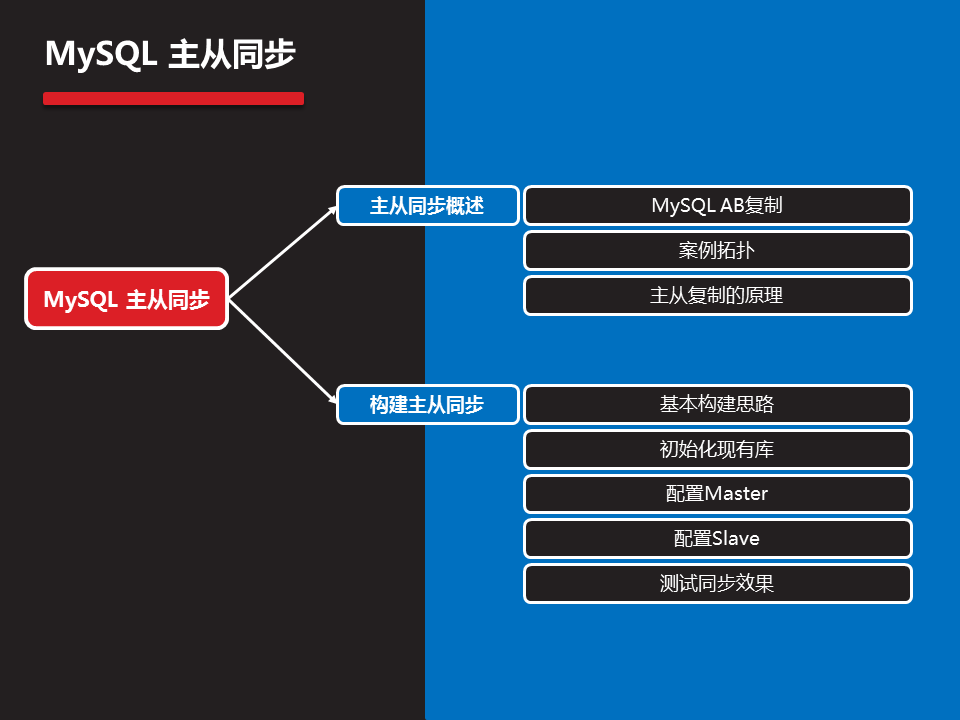 MySQL 主从同步
主从同步概述
MySQL AB复制
案例拓扑
主从复制的原理
MySQL 主从同步
构建主从同步
基本构建思路
初始化现有库
配置Master
配置Slave
测试同步效果